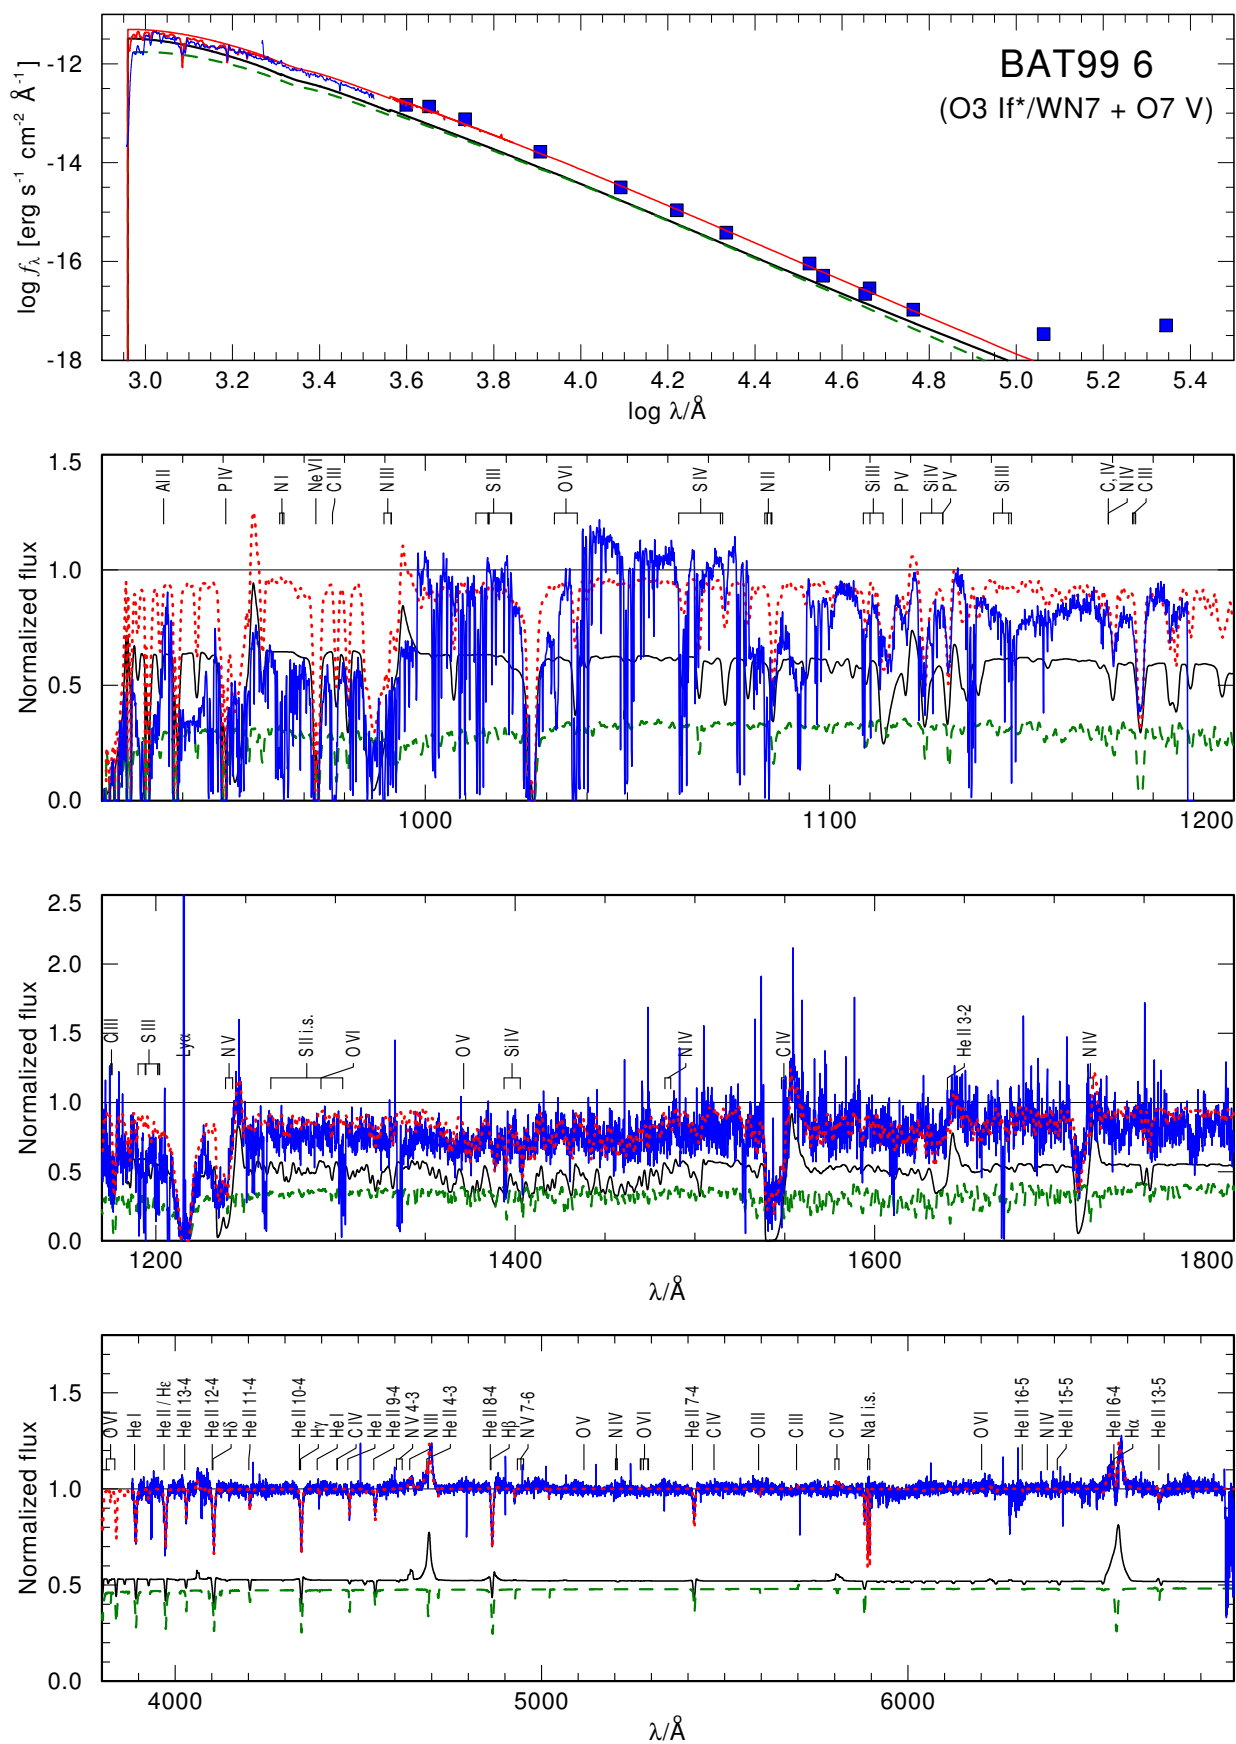 BAT99 6
(O3 If*/WN7 + O7 V)
log fλ [erg s⁻¹ cm⁻² Å⁻¹]
-12
-14
-16
-18
3.0 3.2 3.4 3.6 3.8 4.0 4.2 4.4 4.6 4.8 5.0 5.2 5.4
log λ/Å
Normalized flux
1.5
1.0
0.5
0.0
Al II P IV N I Ne VI C III N III S III O VI S IV N II Si III P V Si IV P V Si III C, IV N IV C III
1000 1100 1200
Normalized flux
2.5
2.0
1.5
1.0
0.5
0.0
C III S III Lyα N V S II i.s. O VI O V Si IV N IV C IV He II 3-2 N IV
1200 1400 1600 1800
λ/Å
Normalized flux
1.5
1.0
0.5
0.0
O VI He I He II / Hε He II 13-4 He II 12-4 Hδ He II 11-4 He II 10-4 Hγ He I C IV He I He II 9-4 N V 4-3 N III He II 4-3 He II 8-4 Hβ N V 7-6 O V N IV O VI He II 7-4 C IV O III C III C IV Na I i.s. O VI He II 16-5 N IV He II 15-5 He II 6-4 Hα He II 13-5
4000 5000 6000
λ/Å